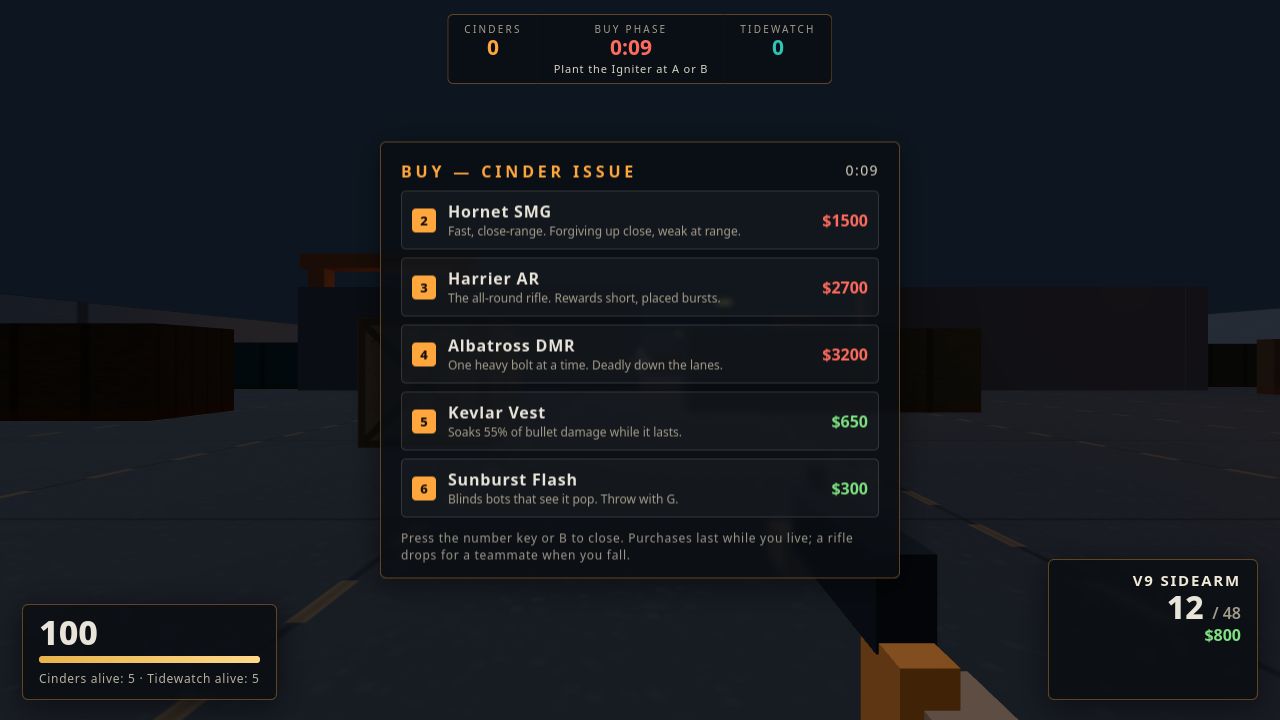 CINDERS
0
BUY PHASE
0:09
TIDEWATCH
0
Plant the Igniter at A or B
BUY — CINDER ISSUE
0:09
2
Hornet SMG
Fast, close-range. Forgiving up close, weak at range.
$1500
3
Harrier AR
The all-round rifle. Rewards short, placed bursts.
$2700
4
Albatross DMR
One heavy bolt at a time. Deadly down the lanes.
$3200
5
Kevlar Vest
Soaks 55% of bullet damage while it lasts.
$650
6
Sunburst Flash
Blinds bots that see it pop. Throw with G.
$300
Press the number key or B to close. Purchases last while you live; a rifle
drops for a teammate when you fall.
100
Cinders alive: 5 · Tidewatch alive: 5
V9 SIDEARM
12 / 48
$800